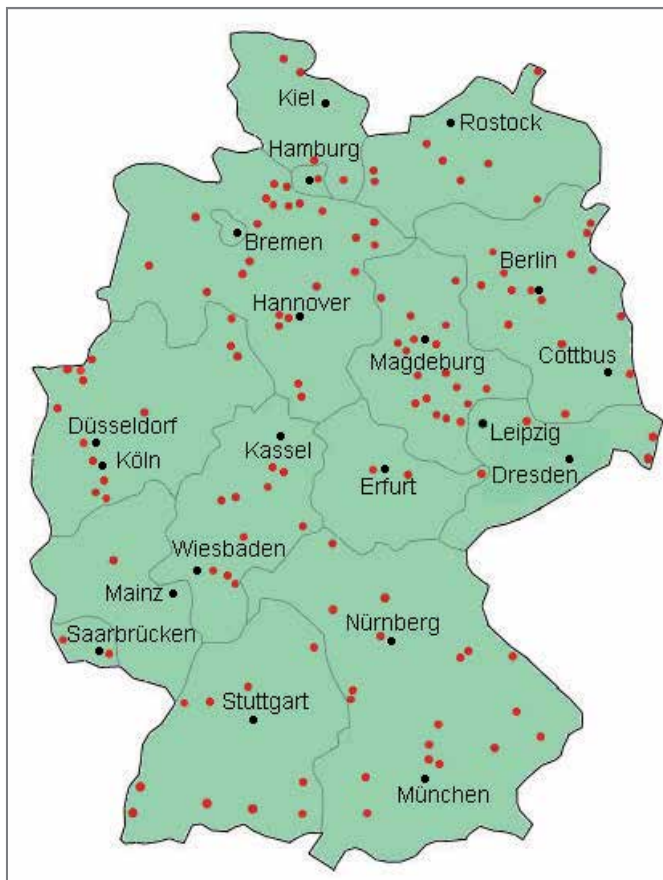 Kiel
Rostock
Hamburg
Bremen
Berlin
Hannover
Magdeburg
Cottbus
Düsseldorf
Kassel
Leipzig
Köln
Erfurt
Dresden
Wiesbaden
Mainz
Nürnberg
Saarbrücken
Stuttgart
München